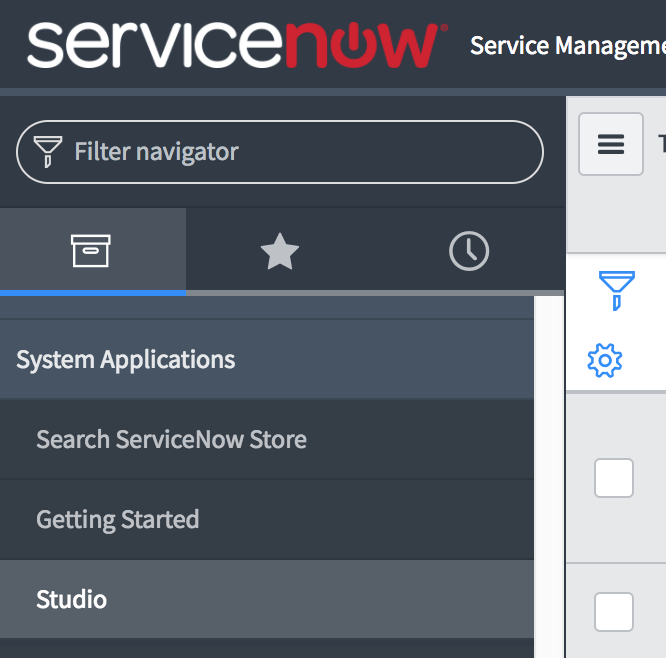 servicenow® Service Manageme
Filter navigator
T
System Applications
Search ServiceNow Store
Getting Started
Studio